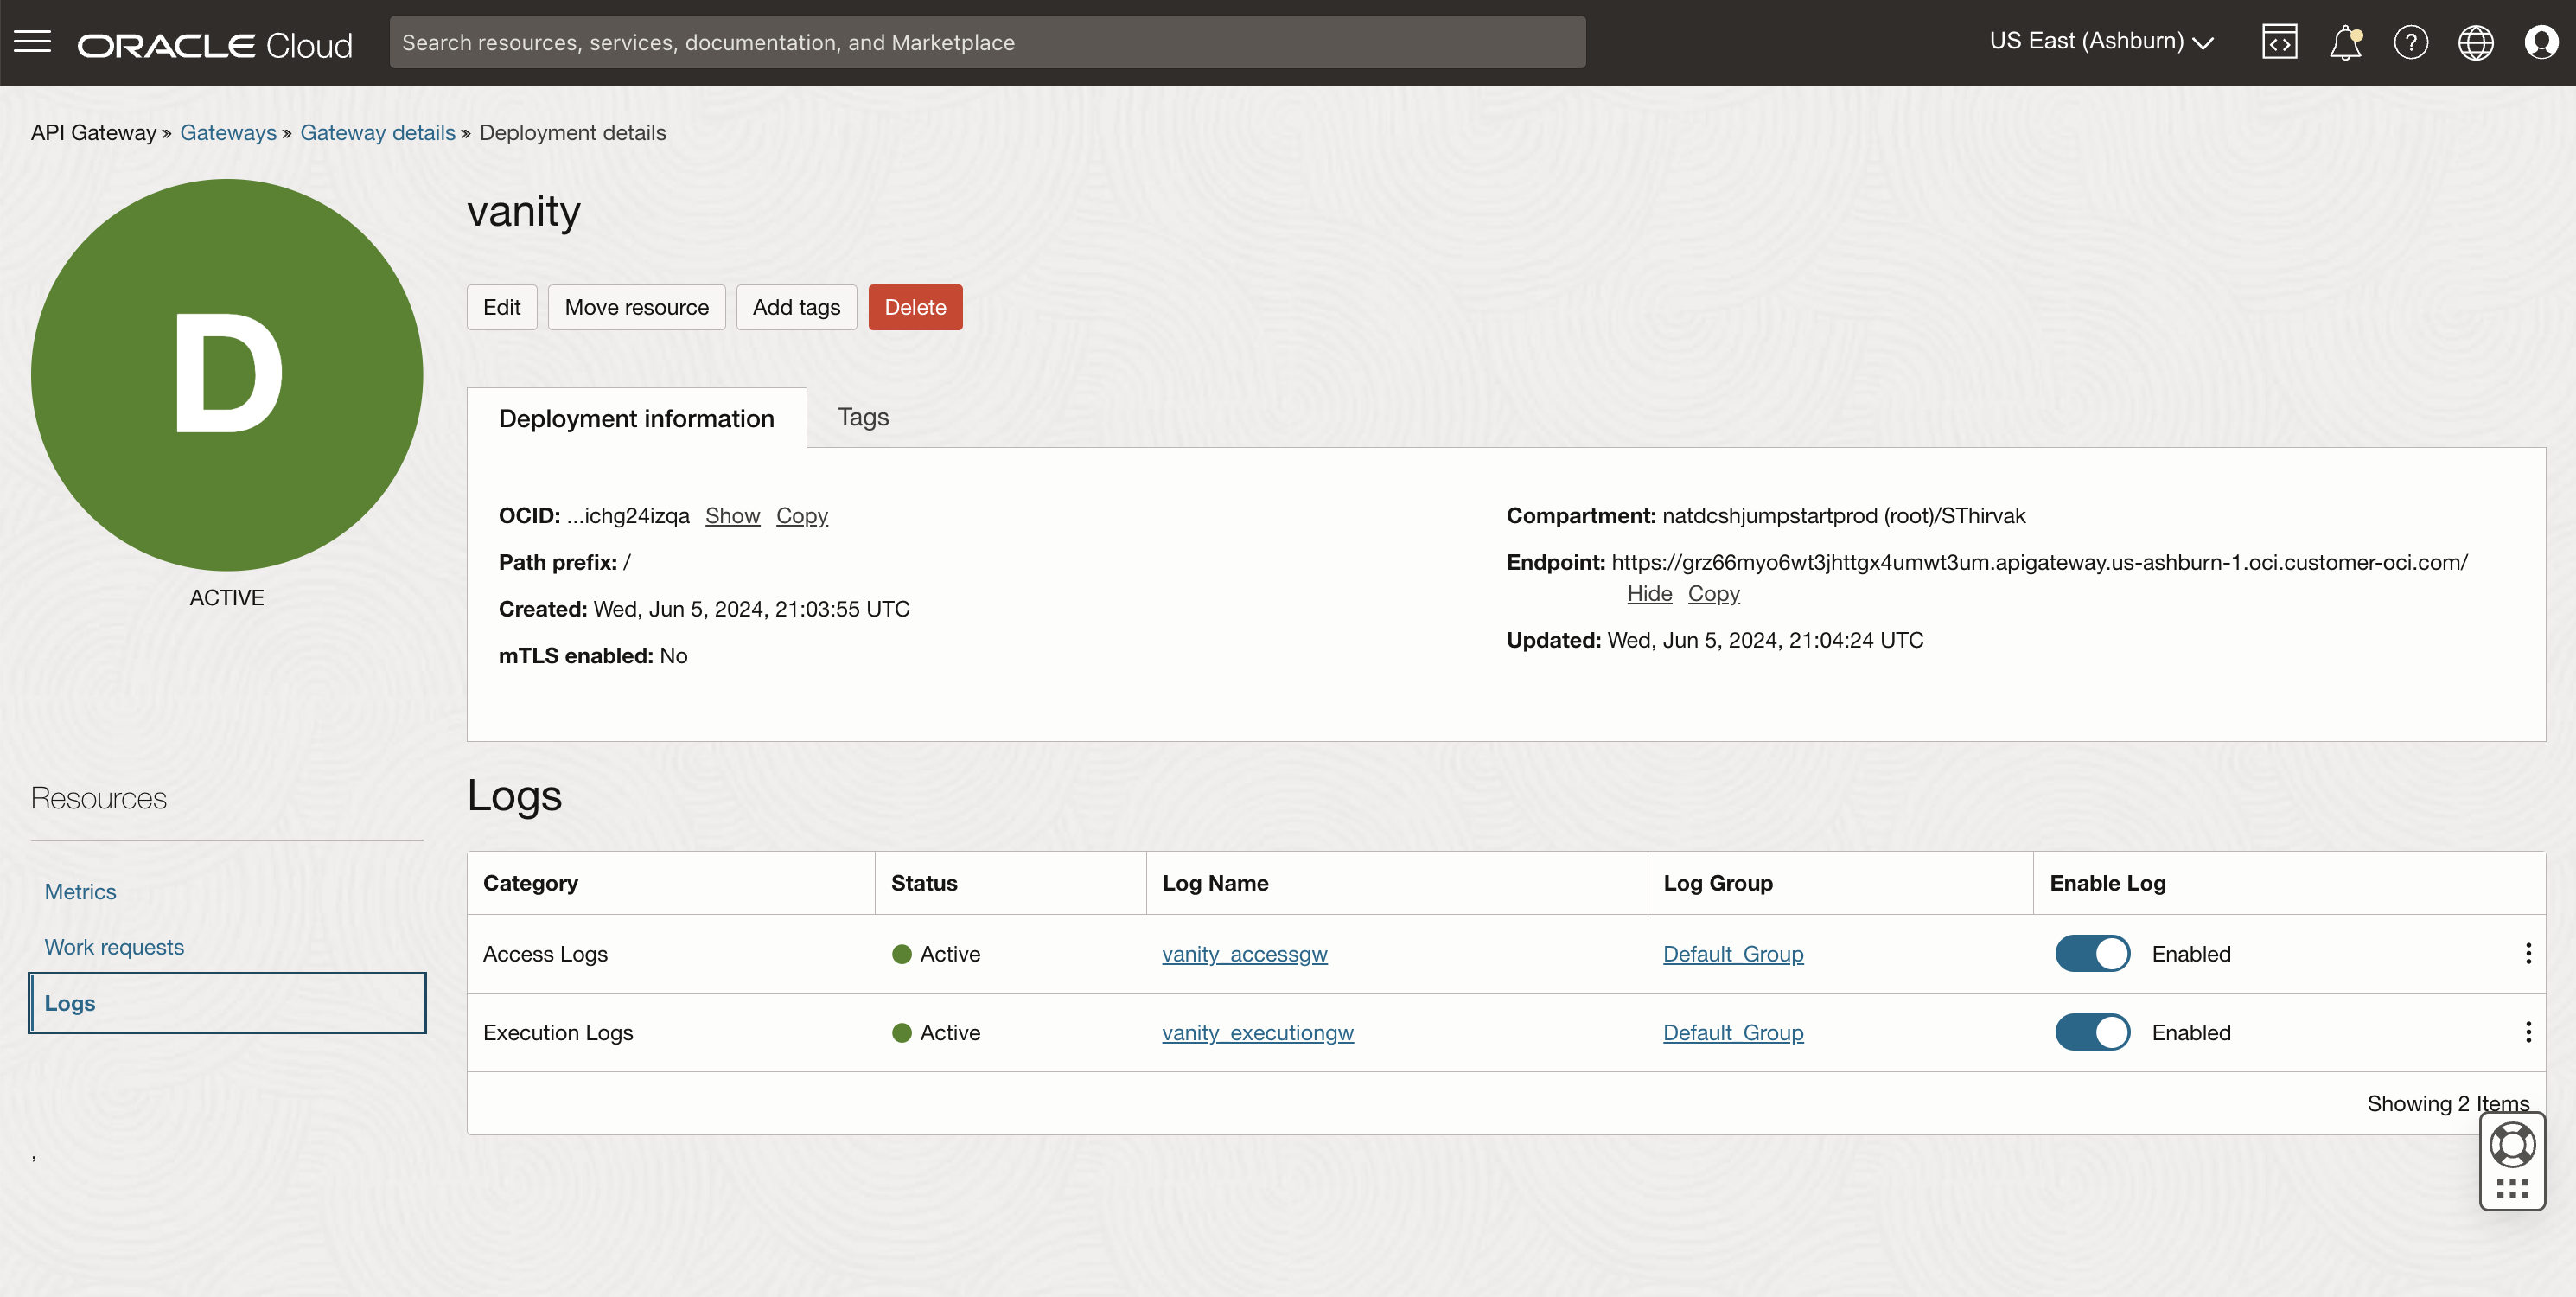 ORACLE Cloud
Search resources, services, documentation, and Marketplace
US East (Ashburn)
API Gateway » Gateways » Gateway details » Deployment details
D
ACTIVE
vanity
Edit Move resource Add tags Delete
Deployment information Tags
OCID: ...ichg24izqa Show Copy
Path prefix: /
Created: Wed, Jun 5, 2024, 21:03:55 UTC
mTLS enabled: No
Compartment: natdcshjumpstartprod (root)/SThirvak
Endpoint: https://grz66myo6wt3jhttgx4umwt3um.apigateway.us-ashburn-1.oci.customer-oci.com/
Hide Copy
Updated: Wed, Jun 5, 2024, 21:04:24 UTC
Resources
Metrics
Work requests
Logs
,
Logs
Category Status Log Name Log Group Enable Log
Access Logs Active vanity_accessgw Default_Group Enabled
Execution Logs Active vanity_executiongw Default_Group Enabled
Showing 2 Items